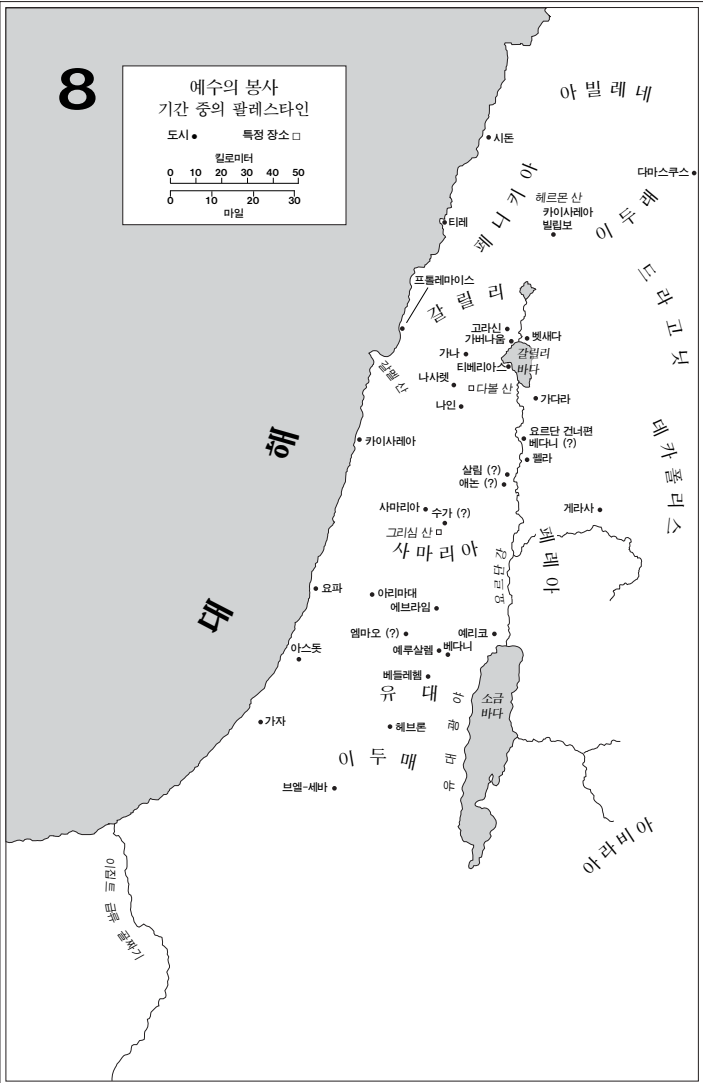 8
예수의 봉사
기간 중의 팔레스타인
도시 특정 장소
킬로미터
0 10 20 30 40 50
0 10 20 30
마일
아빌레네
시돈
다마스쿠스
페니키아
헤르몬 산
카이사레아
빌립보
이두래
티레
드라고닛
프톨레마이스
갈릴리
고라신
벳새다
가버나움
가나
갈릴리
바다
티베리아스
갈멜 산
나사렛
다볼 산
가다라
나인
대해
카이사레아
요르단 건너편
베다니 (?)
펠라
데카폴리스
살림 (?)
애논 (?)
사마리아
수가 (?)
게라사
그리심 산
사마리아
요르단 강
페레아
요파
아리마대
에브라임
엠마오 (?)
예리코
예루살렘
베다니
아스돗
베들레헴
유대
소금
바다
유대 광야
가자
헤브론
이두매
브엘-세바
아라비아
이집트 급류 골짜기